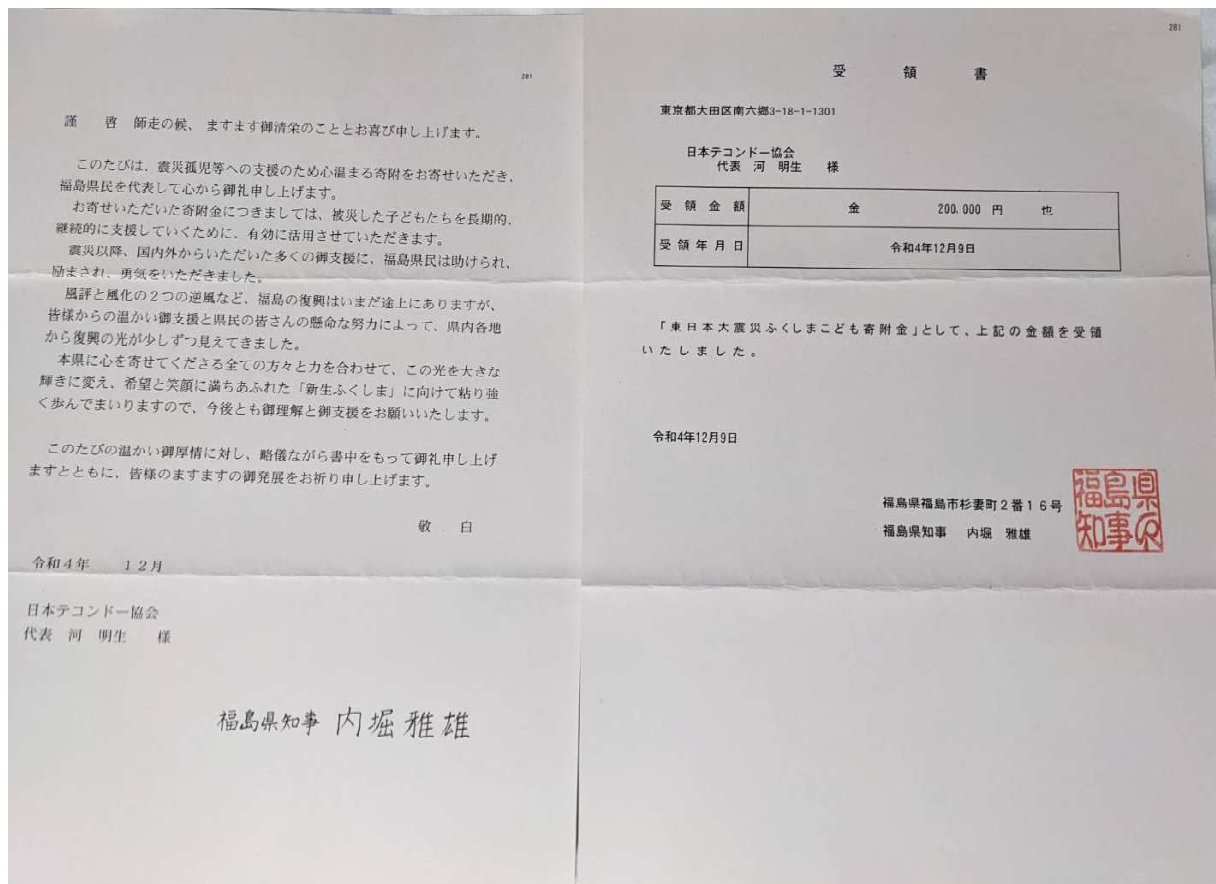 281
謹　啓　師走の候、ますます御清栄のこととお喜び申し上げます。
このたびは、震災孤児等への支援のため心温まる寄附をお寄せいただき、
福島県民を代表して心から御礼申し上げます。
お寄せいただいた寄附金につきましては、被災した子どもたちを長期的、
継続的に支援していくために、有効に活用させていただきます。
震災以降、国内外からいただいた多くの御支援に、福島県民は助けられ、
励まされ、勇気をいただきました。
風評と風化の２つの逆風など、福島の復興はいまだ途上にありますが、
皆様からの温かい御支援と県民の皆さんの懸命な努力によって、県内各地
から復興の光が少しずつ見えてきました。
本県に心を寄せてくださる全ての方々と力を合わせて、この光を大きな
輝きに変え、希望と笑顔に満ちあふれた「新生ふくしま」に向けて粘り強
く歩んでまいりますので、今後とも御理解と御支援をお願いいたします。
このたびの温かい御厚情に対し、略儀ながら書中をもって御礼申し上げ
ますとともに、皆様のますますの御発展をお祈り申し上げます。
敬　白
令和４年　１２月
日本テコンドー協会
代表　河　明生　様
福島県知事 内堀雅雄
281
受　領　書
東京都大田区南六郷3-18-1-1301
日本テコンドー協会
代表　河　明生　様
受領金額　金　200,000 円　也
受領年月日　令和4年12月9日
「東日本大震災ふくしまこども寄附金」として、上記の金額を受領
いたしました。
令和4年12月9日
福島県福島市杉妻町２番１６号
福島県知事　内堀　雅雄
福島県
知事之印